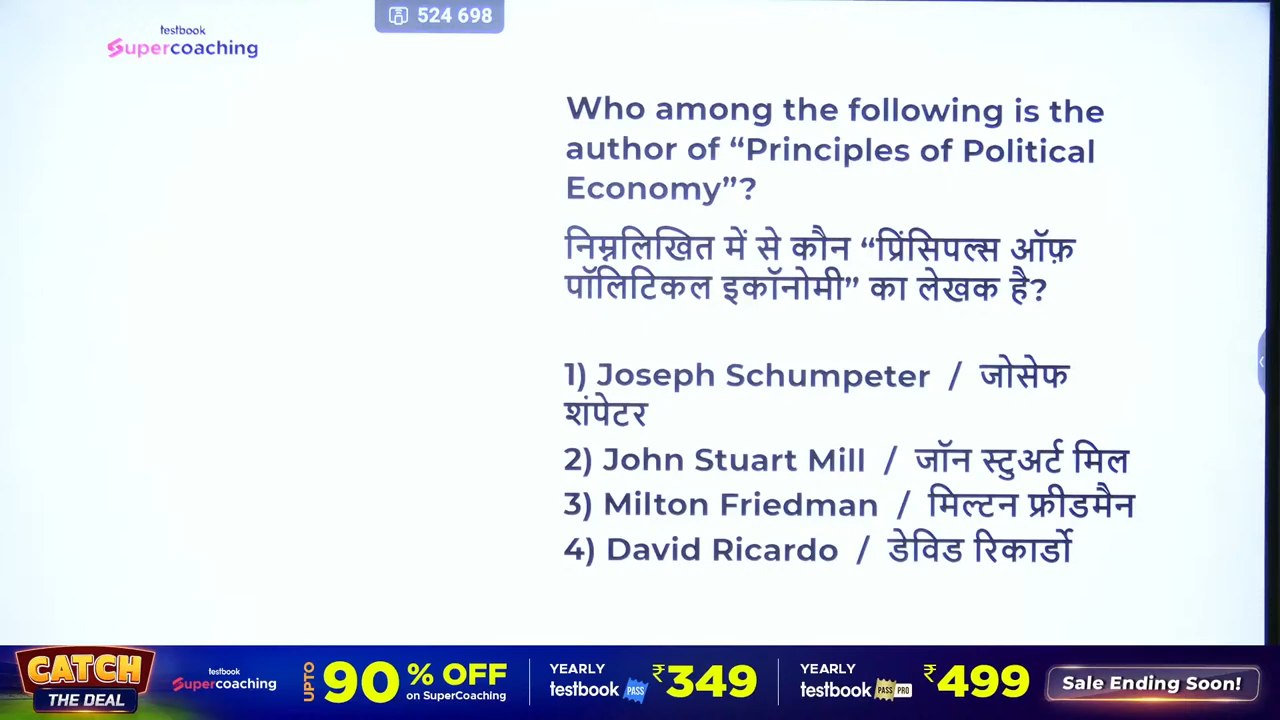 524 698
testbook
Supercoaching
Who among the following is the
author of “Principles of Political
Economy”?
निम्नलिखित में से कौन “प्रिंसिपल्स ऑफ़
पॉलिटिकल इकॉनोमी” का लेखक है?
1) Joseph Schumpeter / जोसेफ
शंपेटर
2) John Stuart Mill / जॉन स्टुअर्ट मिल
3) Milton Friedman / मिल्टन फ्रीडमैन
4) David Ricardo / डेविड रिकार्डो
CATCH
THE DEAL
testbook
Supercoaching
UPTO
90% OFF
on SuperCoaching
YEARLY
testbook PASS
₹349
YEARLY
testbook PASS PRO
₹499
Sale Ending Soon!